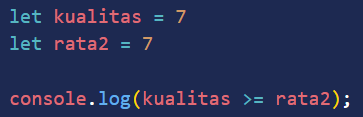 let kualitas = 7
let rata2 = 7
console.log(kualitas >= rata2);